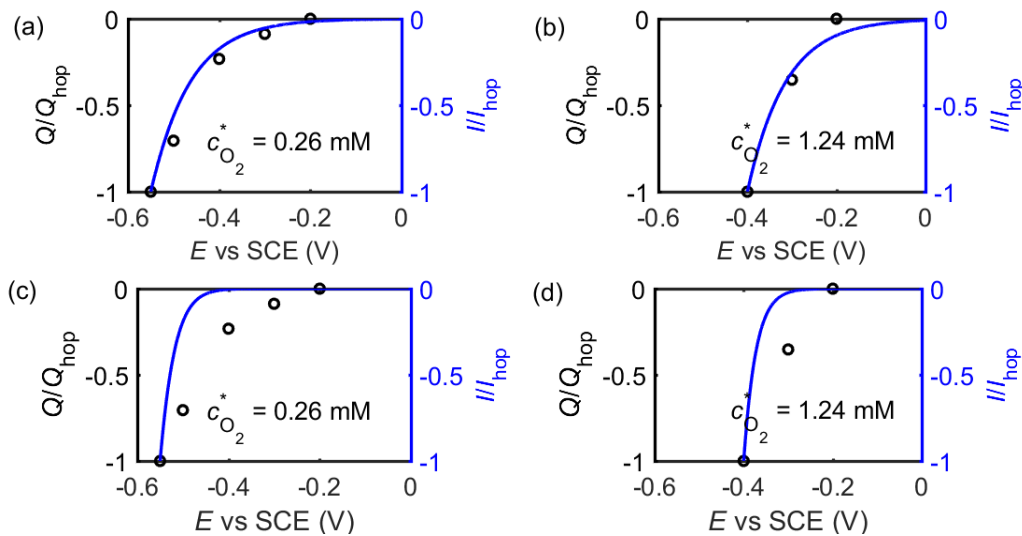 (a)
0
-0.5
-1
Q/Q_hop
c*_O2 = 0.26 mM
0
-0.5
-1
I/I_hop
-0.6 -0.4 -0.2 0
E vs SCE (V)
(b)
0
-0.5
-1
Q/Q_hop
c*_O2 = 1.24 mM
0
-0.5
-1
I/I_hop
-0.6 -0.4 -0.2 0
E vs SCE (V)
(c)
0
-0.5
-1
Q/Q_hop
c*_O2 = 0.26 mM
0
-0.5
-1
I/I_hop
-0.6 -0.4 -0.2 0
E vs SCE (V)
(d)
0
-0.5
-1
Q/Q_hop
c*_O2 = 1.24 mM
0
-0.5
-1
I/I_hop
-0.6 -0.4 -0.2 0
E vs SCE (V)